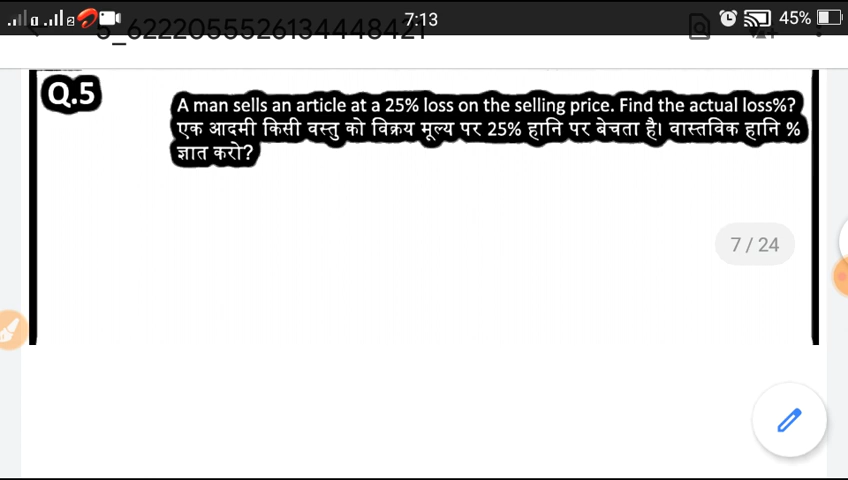 7:13
45%
5_6222055526134448421
Q.5
A man sells an article at a 25% loss on the selling price. Find the actual loss%?
एक आदमी किसी वस्तु को विक्रय मूल्य पर 25% हानि पर बेचता है। वास्तविक हानि %
ज्ञात करो?
7 / 24